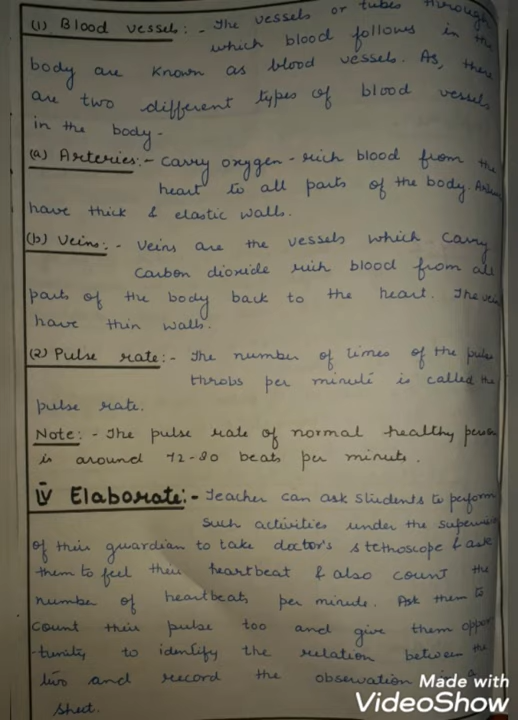 (1) Blood vessels: - The vessels or tubes through
which blood follows in the
body are known as blood vessels. As, there
are two different types of blood vessels
in the body -
(a) Arteries:- Carry oxygen - rich blood from the
heart to all parts of the body.
have thick & elastic walls.
(b) Veins: - Veins are the vessels which carry
Carbon dioxide rich blood from all
parts of the body back to the heart. The vein
have thin walls.
(2) Pulse rate:- The number of times of the pulse
throbs per minute is called the
pulse rate.
Note: - The pulse rate of normal healthy person
is around 72-80 beats per minute.
iv Elaborate:- Teacher can ask students to perform
such activities under the
of their guardian to take doctor's stethoscope & ask
them to feel their heartbeat & also count the
number of heartbeats per minute. Ask them to
count their pulse too and give them oppor
-tunity to identify the relation between the
two and record the observation
sheet.
Made with
VideoShow